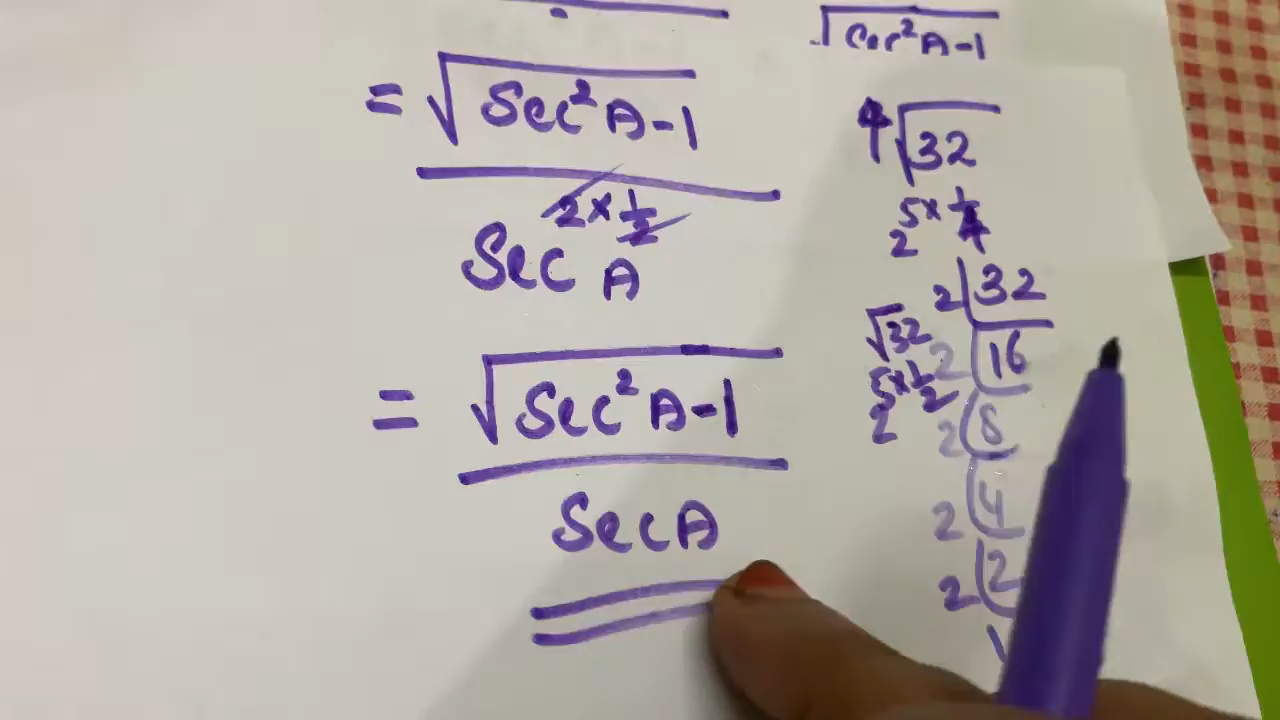 = √Sec²A-1
Sec^2×1/2 A
= √Sec²A-1
SecA
√Sec²A-1
4√32
2^5×1/4
2 32
2 16
2 8
2 4
2 2
1
√32
2^5×1/2